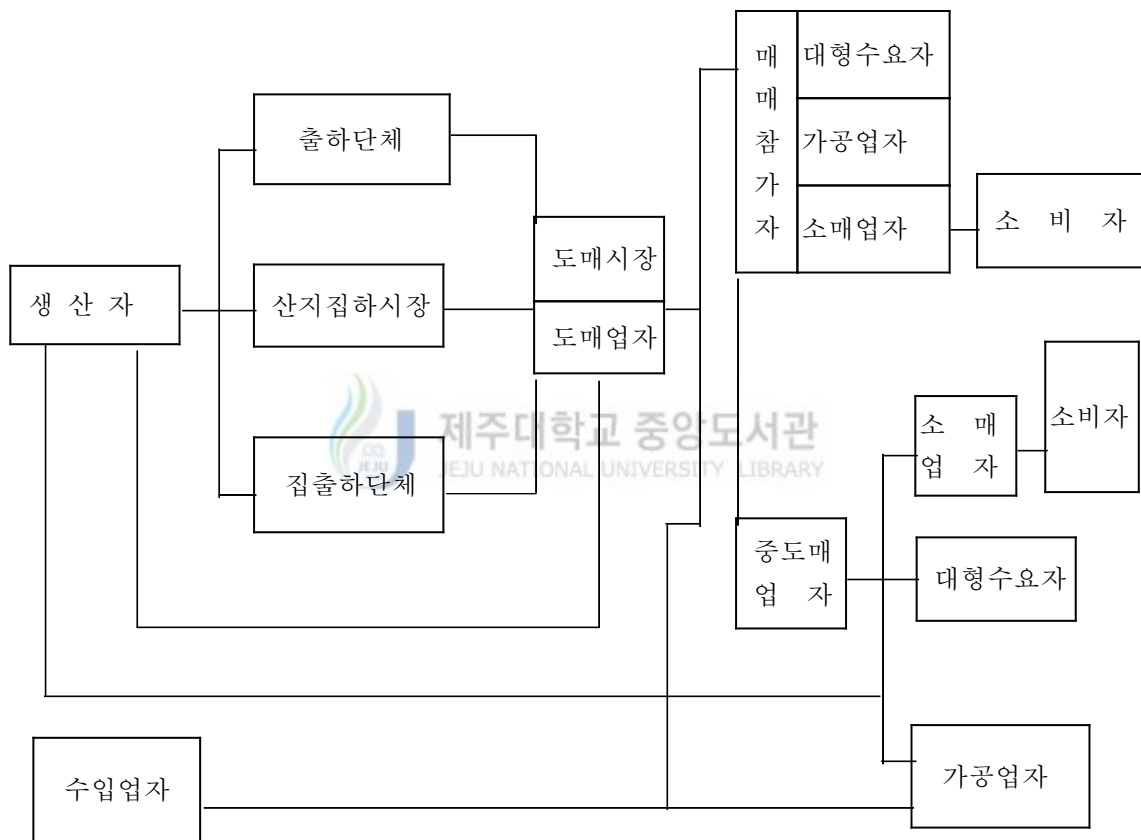 매매참가자
대형수요자
가공업자
소매업자
소 비 자
출하단체
산지집하시장
집출하단체
생 산 자
도매시장
도매업자
소 매
업 자
소비자
중도매
업 자
대형수요자
가공업자
수입업자
JEJU
제주대학교 중앙도서관
JEJU NATIONAL UNIVERSITY LIBRARY